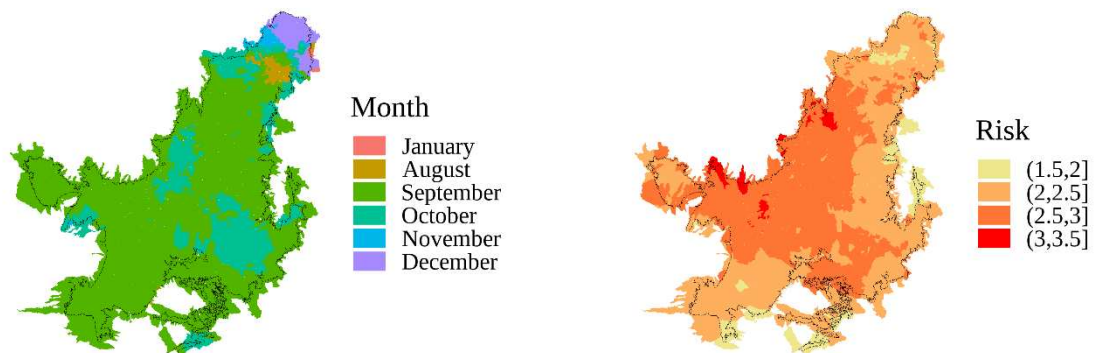 Month
January
August
September
October
November
December
Risk
(1.5,2]
(2,2.5]
(2.5,3]
(3,3.5]